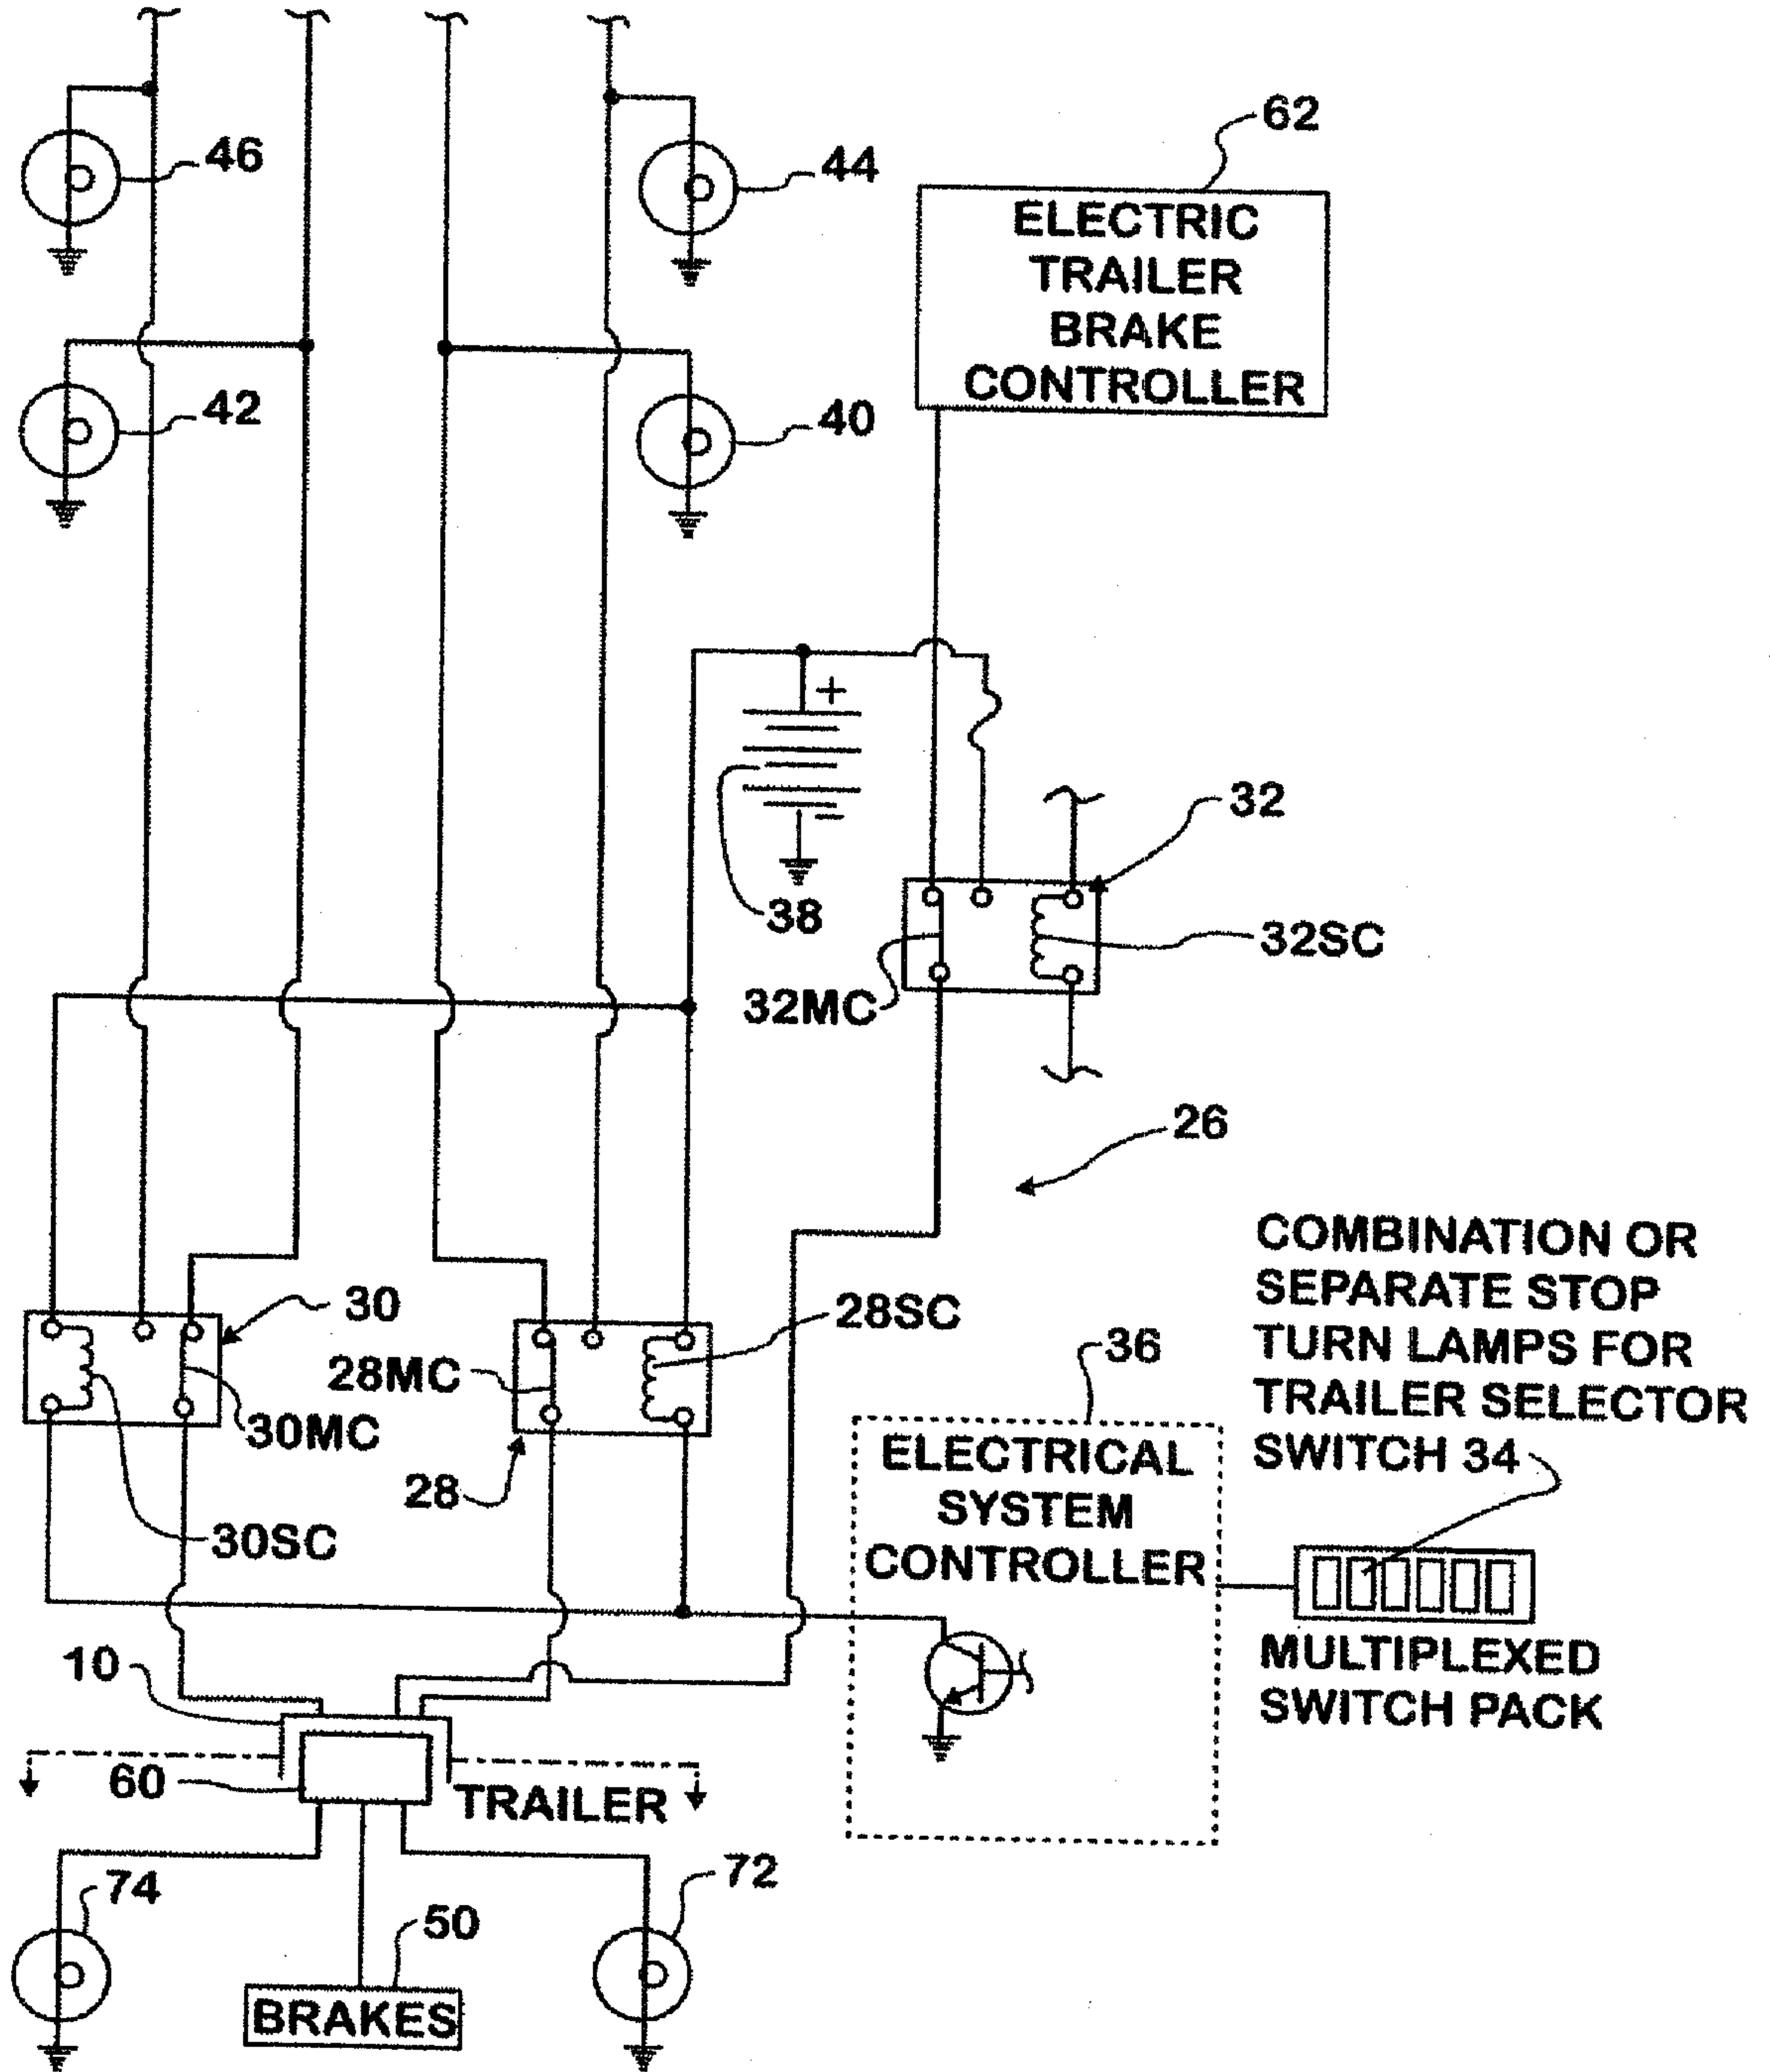 62
46
44
ELECTRIC
TRAILER
BRAKE
CONTROLLER
42
40
+
32
38
32SC
32MC
26
COMBINATION OR
SEPARATE STOP
TURN LAMPS FOR
TRAILER SELECTOR
SWITCH 34
30
28SC
36
28MC
30MC
ELECTRICAL
SYSTEM
CONTROLLER
28
30SC
10
MULTIPLEXED
SWITCH PACK
60
TRAILER
74
72
50
BRAKES